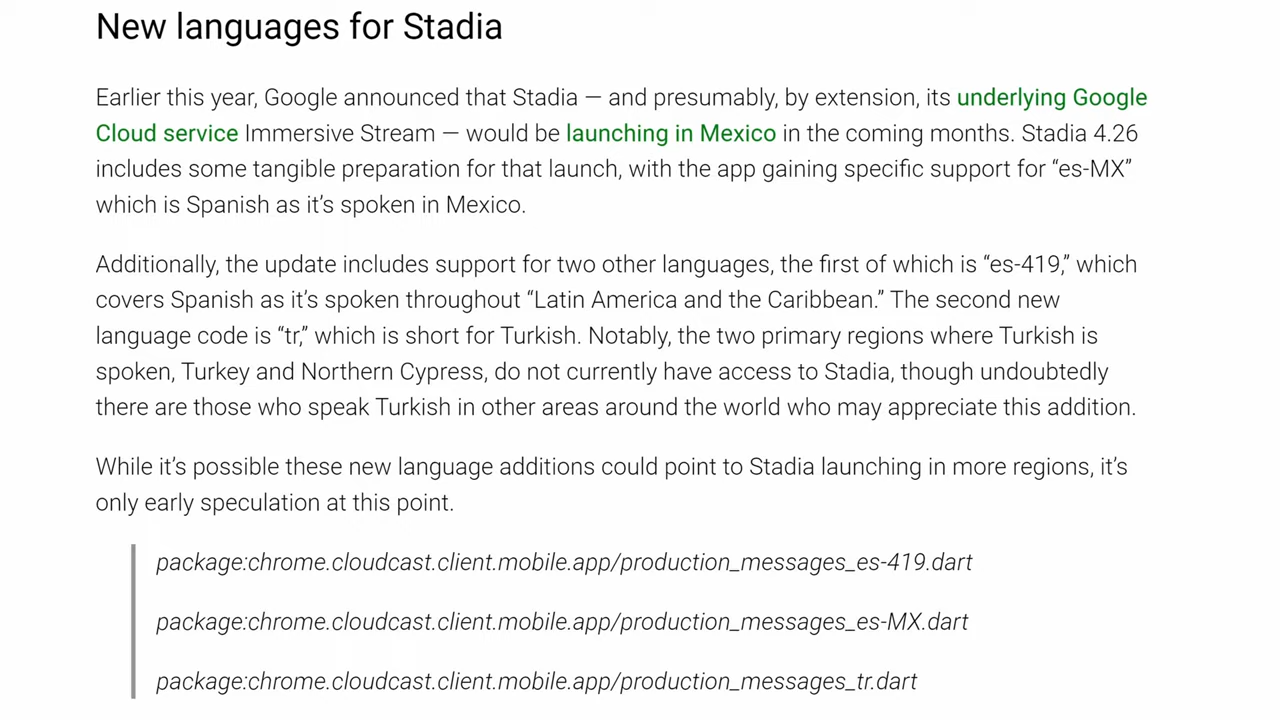 New languages for Stadia
Earlier this year, Google announced that Stadia — and presumably, by extension, its underlying Google
Cloud service Immersive Stream — would be launching in Mexico in the coming months. Stadia 4.26
includes some tangible preparation for that launch, with the app gaining specific support for “es-MX”
which is Spanish as it’s spoken in Mexico.
Additionally, the update includes support for two other languages, the first of which is “es-419,” which
covers Spanish as it’s spoken throughout “Latin America and the Caribbean.” The second new
language code is “tr,” which is short for Turkish. Notably, the two primary regions where Turkish is
spoken, Turkey and Northern Cypress, do not currently have access to Stadia, though undoubtedly
there are those who speak Turkish in other areas around the world who may appreciate this addition.
While it’s possible these new language additions could point to Stadia launching in more regions, it’s
only early speculation at this point.
package:chrome.cloudcast.client.mobile.app/production_messages_es-419.dart
package:chrome.cloudcast.client.mobile.app/production_messages_es-MX.dart
package:chrome.cloudcast.client.mobile.app/production_messages_tr.dart